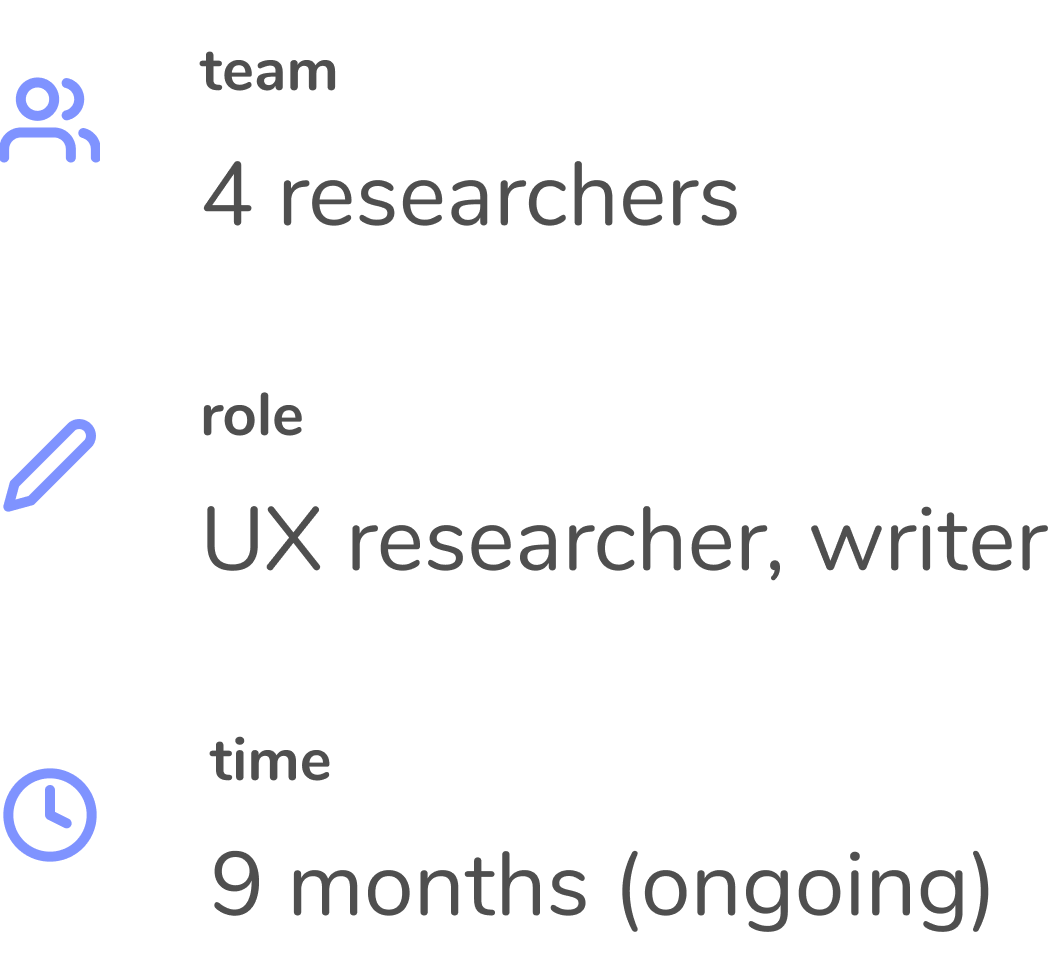 team
4 researchers
role
UX researcher, writer
time
9 months (ongoing)